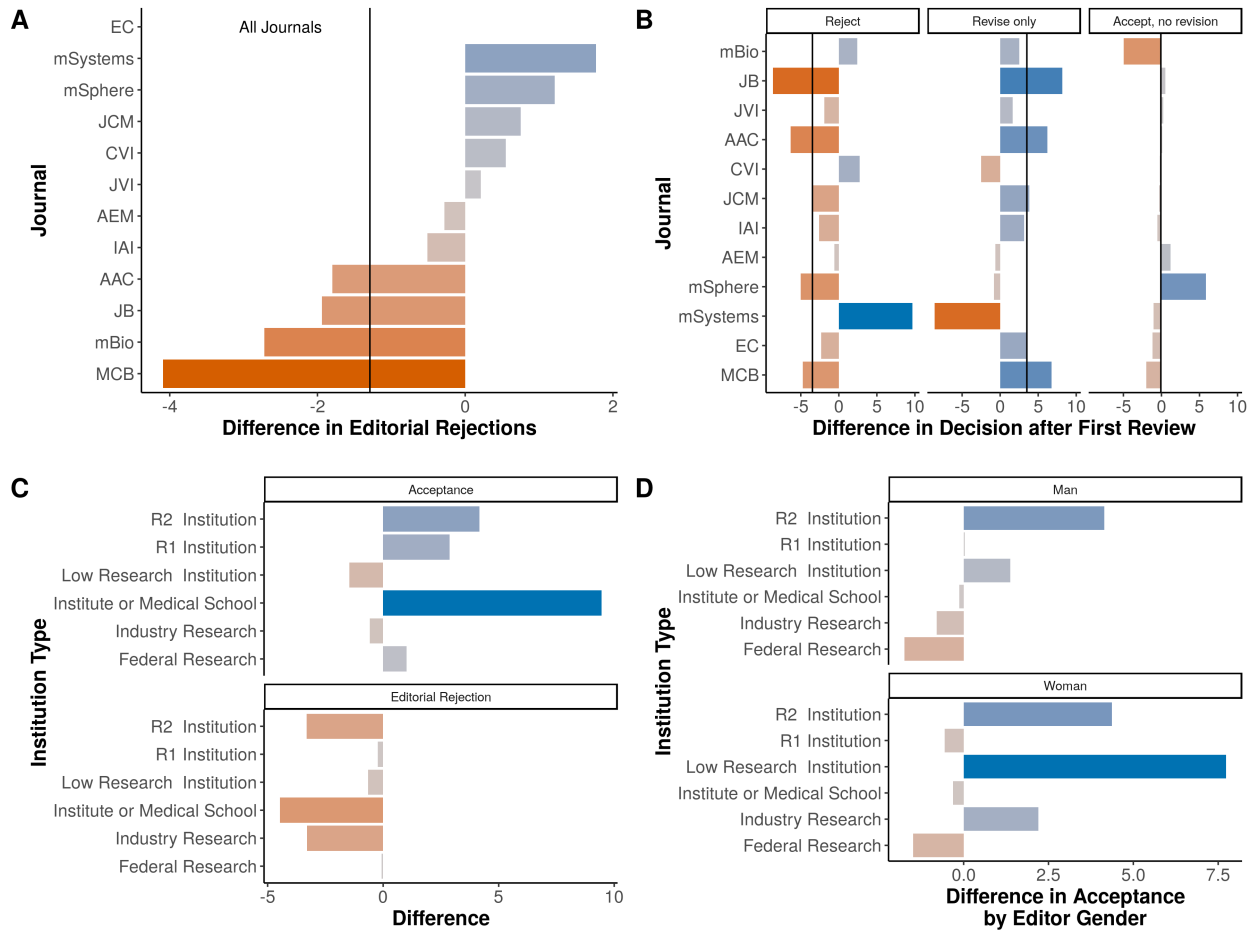 A
All Journals
EC
mSystems
mSphere
JCM
CVI
JVI
AEM
IAI
AAC
JB
mBio
MCB
Journal
-4
-2
0
2
Difference in Editorial Rejections
B
Reject
Revise only
Accept, no revision
mBio
JB
JVI
AAC
CVI
JCM
IAI
AEM
mSphere
mSystems
EC
MCB
Journal
-5
0
5
10
-5
0
5
10
-5
0
5
10
Difference in Decision after First Review
C
Acceptance
R2 Institution
R1 Institution
Low Research Institution
Institute or Medical School
Industry Research
Federal Research
Editorial Rejection
R2 Institution
R1 Institution
Low Research Institution
Institute or Medical School
Industry Research
Federal Research
Institution Type
-5
0
5
10
Difference
D
Man
R2 Institution
R1 Institution
Low Research Institution
Institute or Medical School
Industry Research
Federal Research
Woman
R2 Institution
R1 Institution
Low Research Institution
Institute or Medical School
Industry Research
Federal Research
Institution Type
0.0
2.5
5.0
7.5
Difference in Acceptance
by Editor Gender